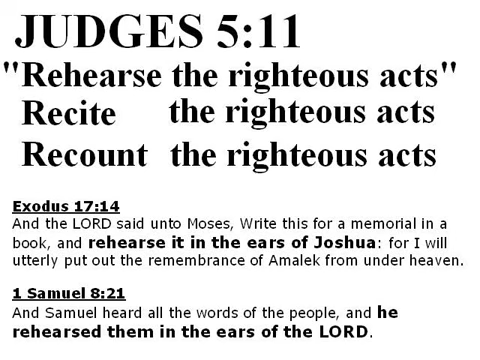 JUDGES 5:11
"Rehearse the righteous acts"
Recite the righteous acts
Recount the righteous acts
Exodus 17:14
And the LORD said unto Moses, Write this for a memorial in a
book, and rehearse it in the ears of Joshua: for I will
utterly put out the remembrance of Amalek from under heaven.
1 Samuel 8:21
And Samuel heard all the words of the people, and he
rehearsed them in the ears of the LORD.